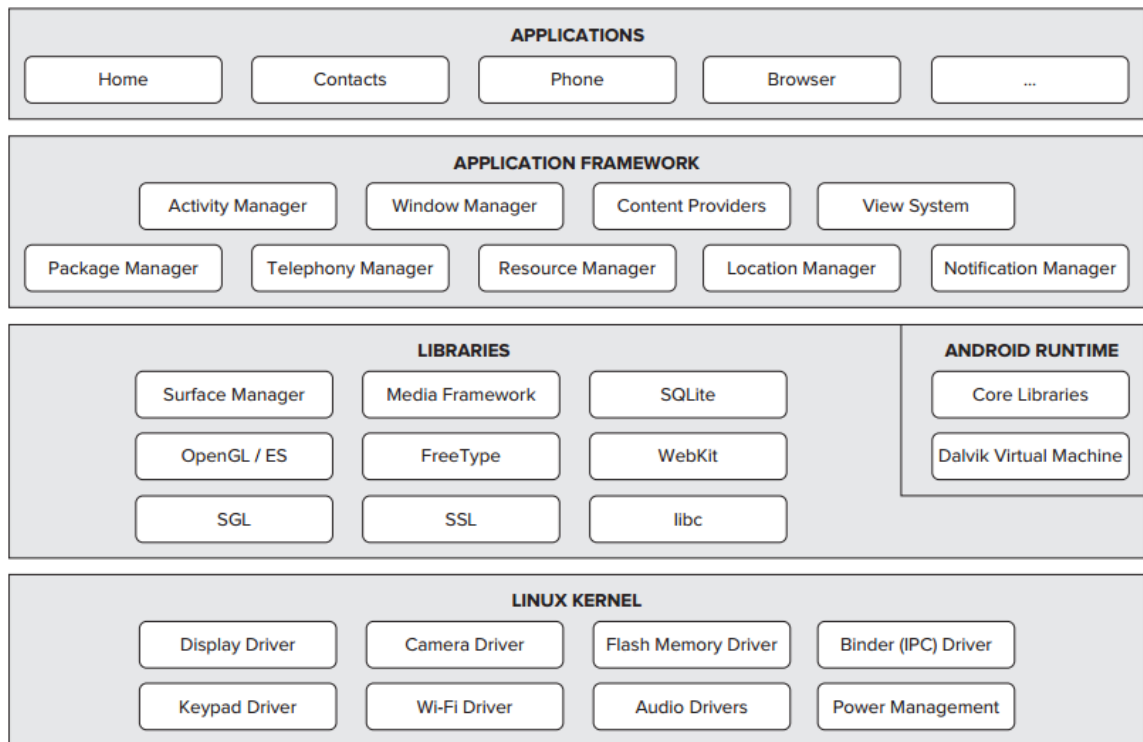 APPLICATIONS
Home Contacts Phone Browser ...
APPLICATION FRAMEWORK
Activity Manager Window Manager Content Providers View System
Package Manager Telephony Manager Resource Manager Location Manager Notification Manager
LIBRARIES ANDROID RUNTIME
Surface Manager Media Framework SQLite Core Libraries
OpenGL / ES FreeType WebKit Dalvik Virtual Machine
SGL SSL libc
LINUX KERNEL
Display Driver Camera Driver Flash Memory Driver Binder (IPC) Driver
Keypad Driver Wi-Fi Driver Audio Drivers Power Management